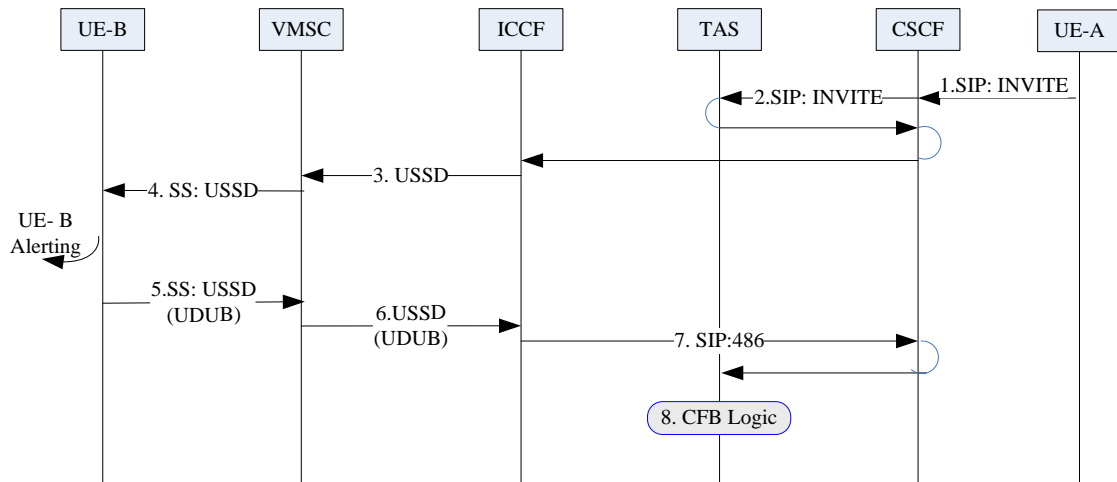 UE-B
VMSC
ICCF
TAS
CSCF
UE-A
1.SIP: INVITE
2.SIP: INVITE
3. USSD
4. SS: USSD
UE- B
Alerting
5.SS: USSD
(UDUB)
6.USSD
(UDUB)
7. SIP:486
8. CFB Logic